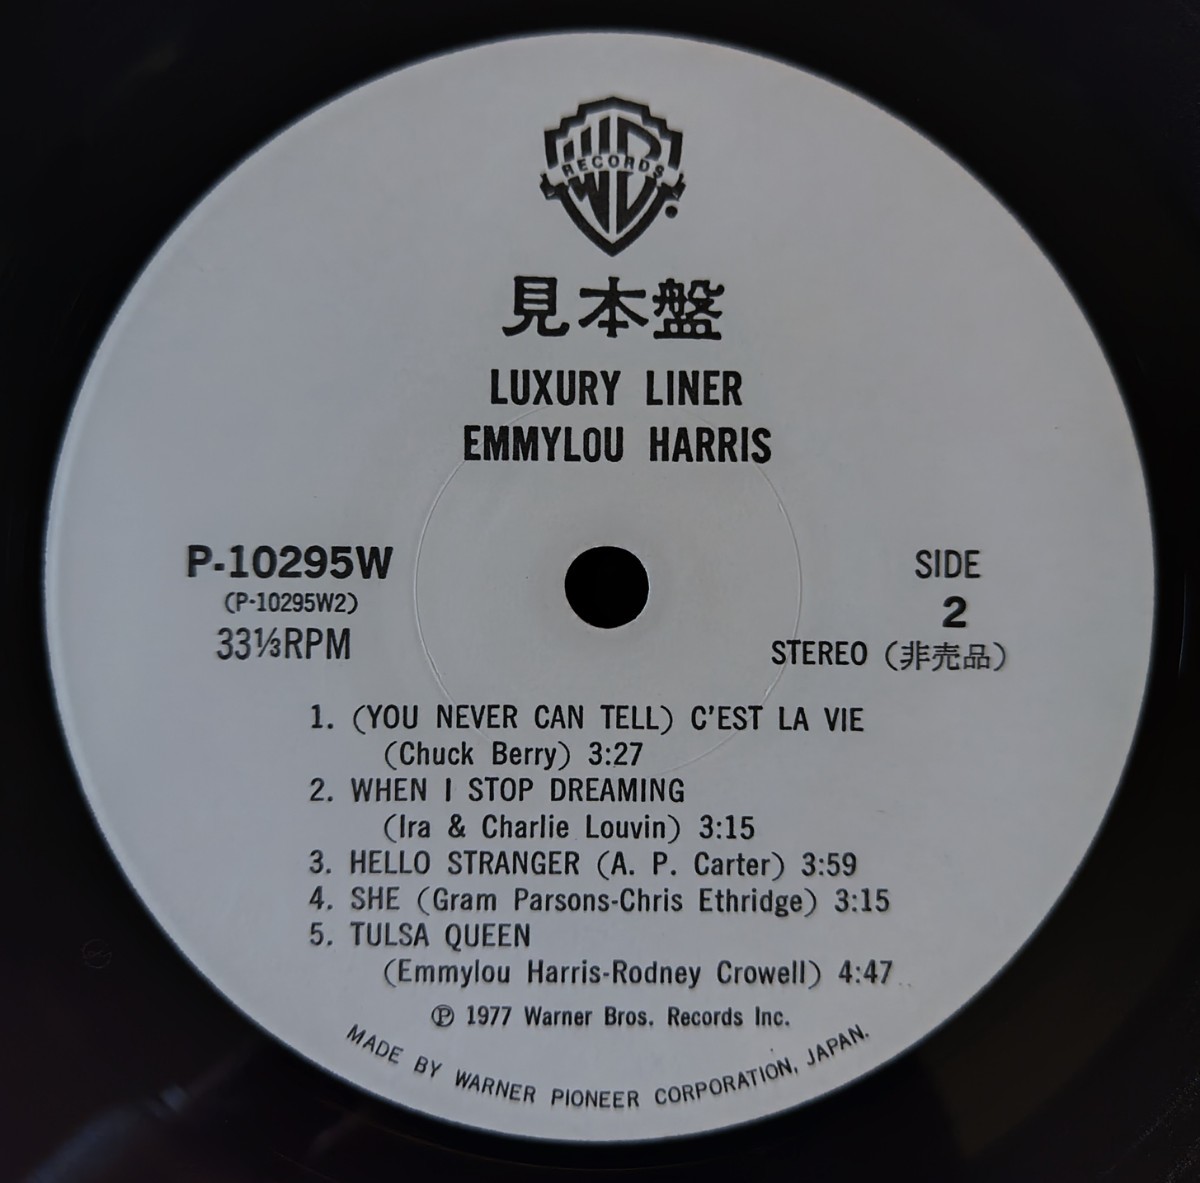 WB RECORDS
見本盤
LUXURY LINER
EMMYLOU HARRIS
P-10295W
(P-10295W2)
33⅓RPM
SIDE
2
STEREO (非売品)
1. (YOU NEVER CAN TELL) C'EST LA VIE
(Chuck Berry) 3:27
2. WHEN I STOP DREAMING
(Ira & Charlie Louvin) 3:15
3. HELLO STRANGER (A. P. Carter) 3:59
4. SHE (Gram Parsons-Chris Ethridge) 3:15
5. TULSA QUEEN
(Emmylou Harris-Rodney Crowell) 4:47
℗ 1977 Warner Bros. Records Inc.
MADE BY WARNER PIONEER CORPORATION, JAPAN.